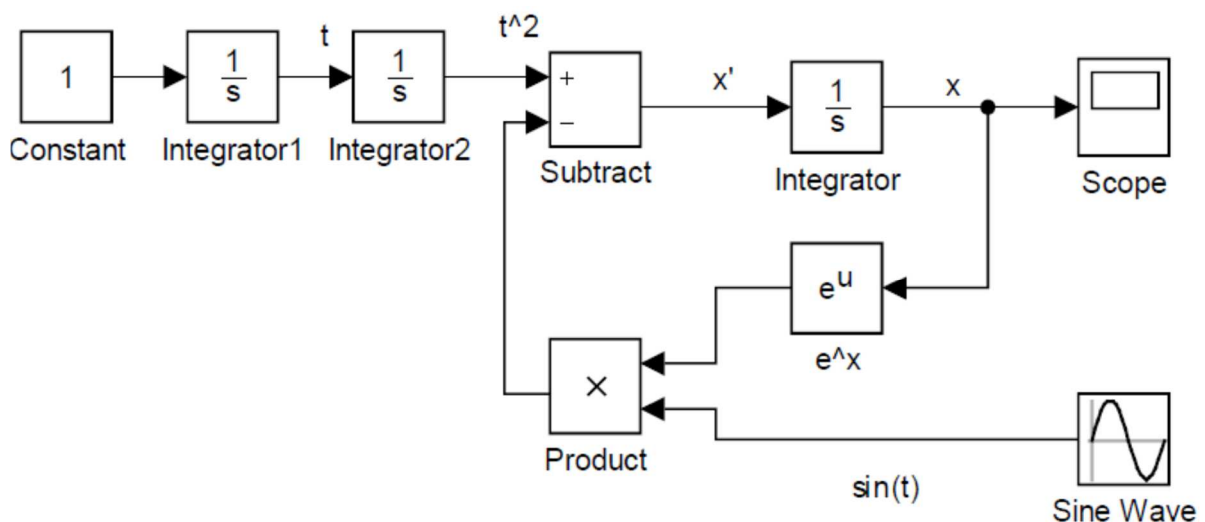 1
Constant
1
s
Integrator1
t
1
s
Integrator2
t^2
+
−
Subtract
x'
1
s
Integrator
x
Scope
e^u
e^x
×
Product
sin(t)
Sine Wave